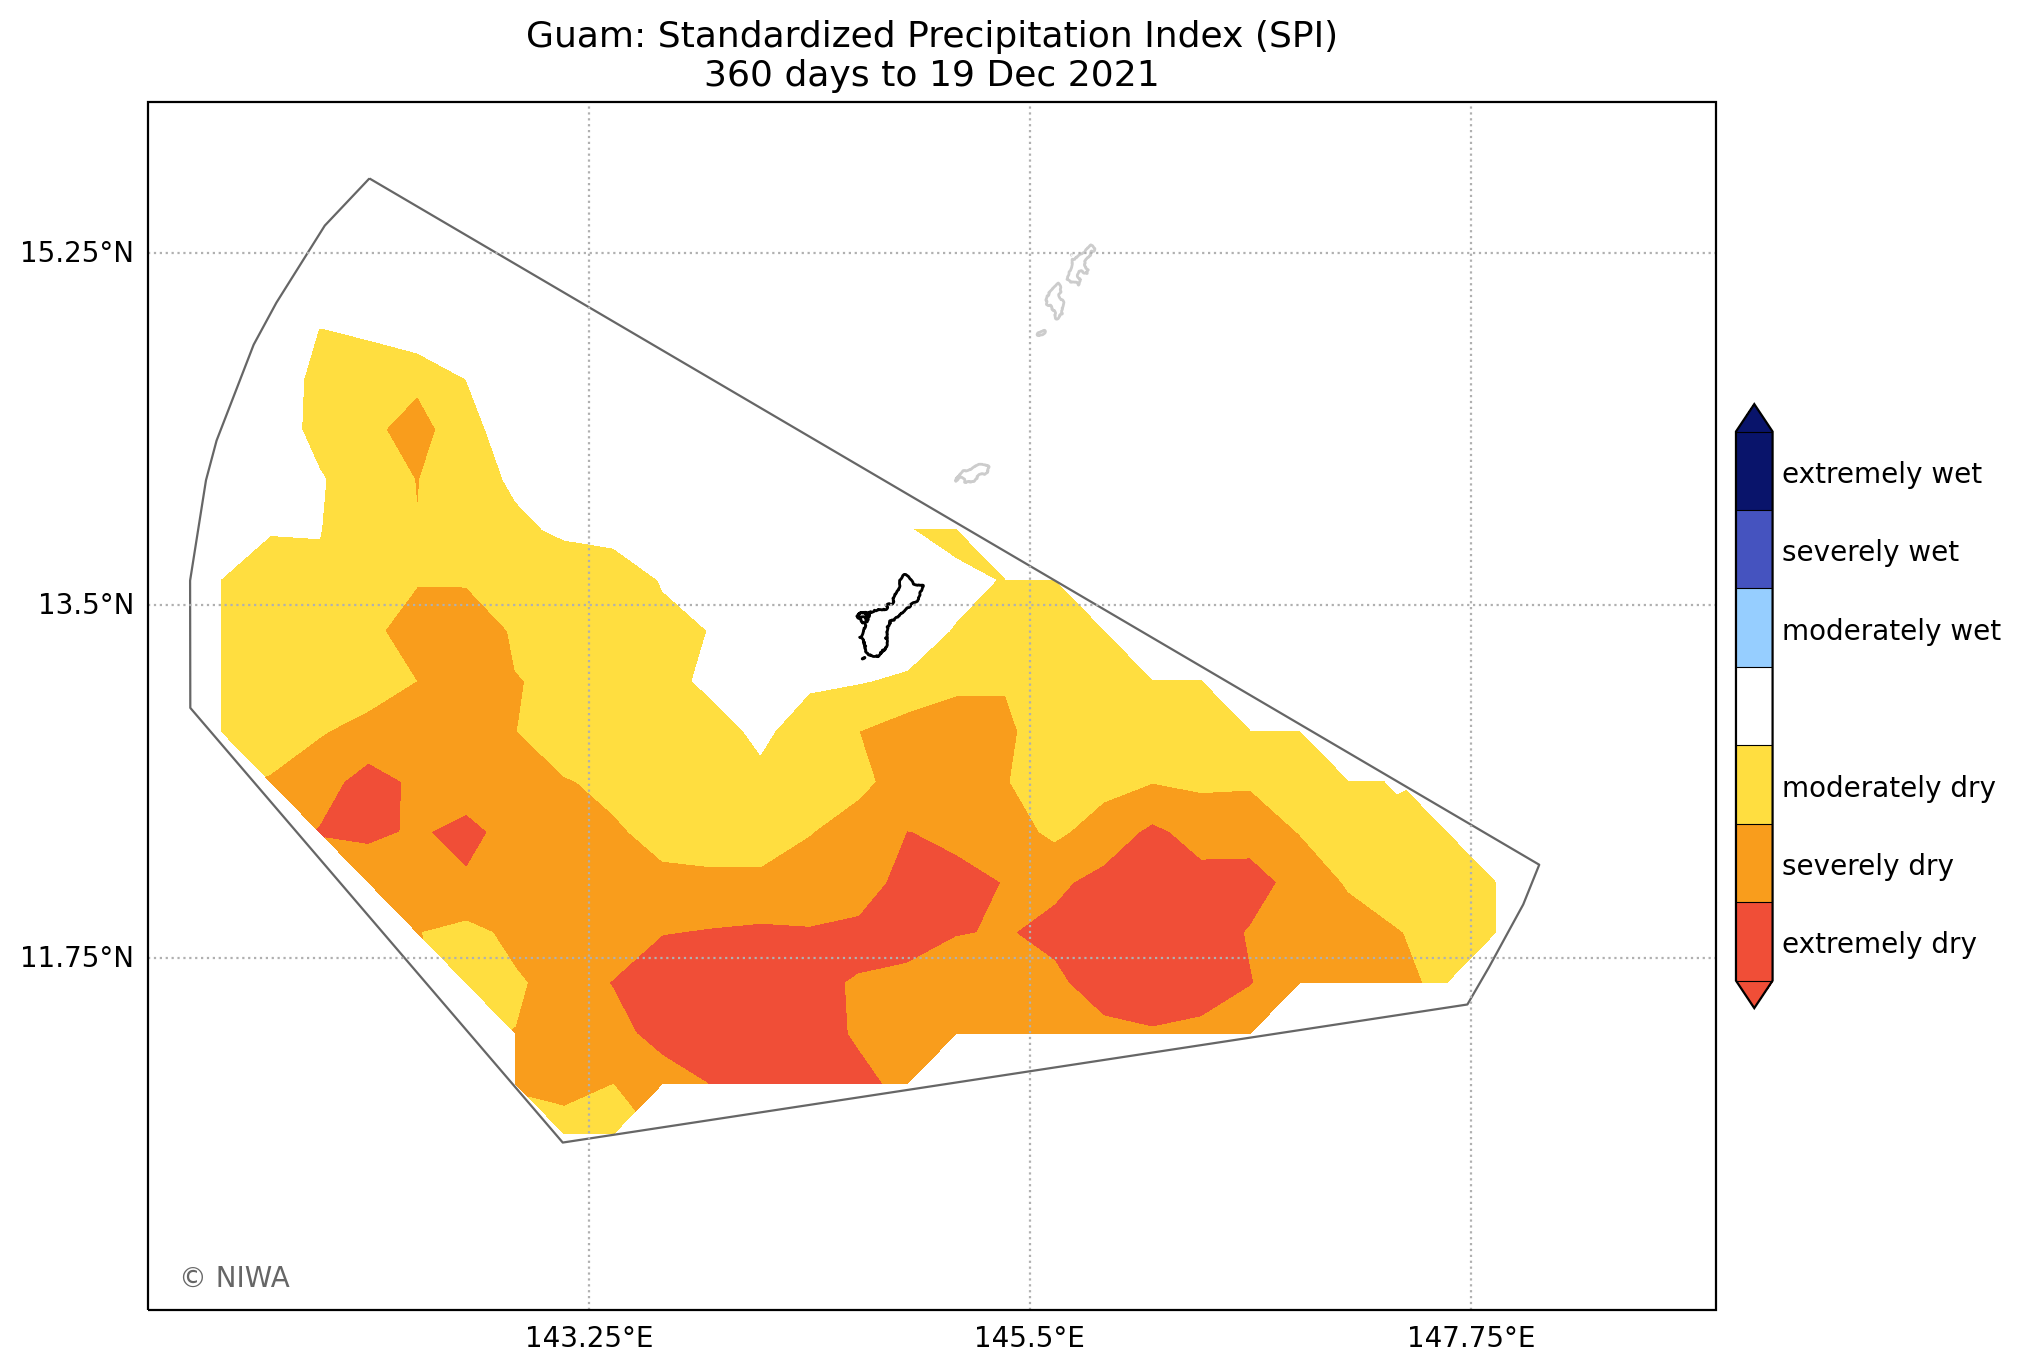 Guam: Standardized Precipitation Index (SPI)
360 days to 19 Dec 2021
15.25°N
13.5°N
11.75°N
143.25°E
145.5°E
147.75°E
extremely wet
severely wet
moderately wet
moderately dry
severely dry
extremely dry
© NIWA